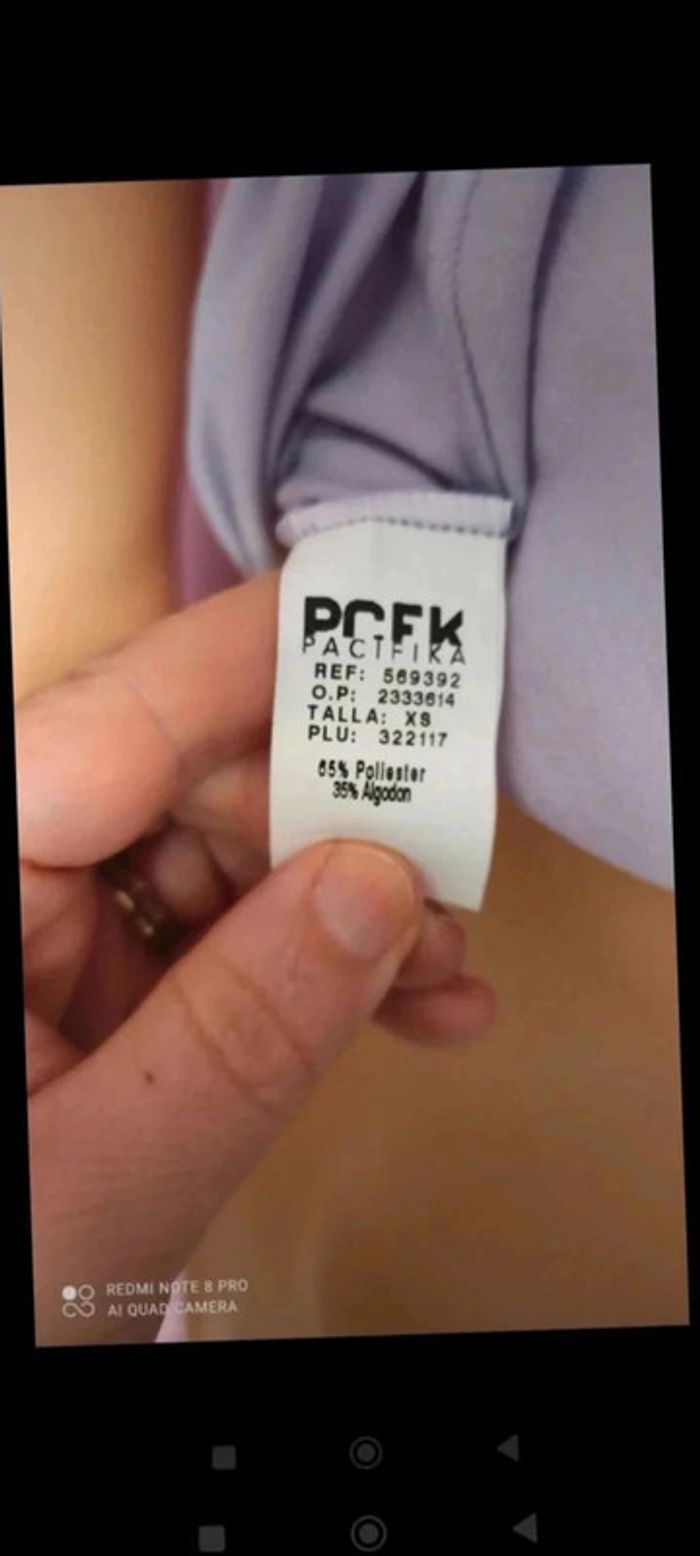 PCFK
PACIFIKA
REF: 569392
O.P: 2333614
TALLA: XS
PLU: 322117
65% Poliester
35% Algodon
REDMI NOTE 8 PRO
AI QUAD CAMERA